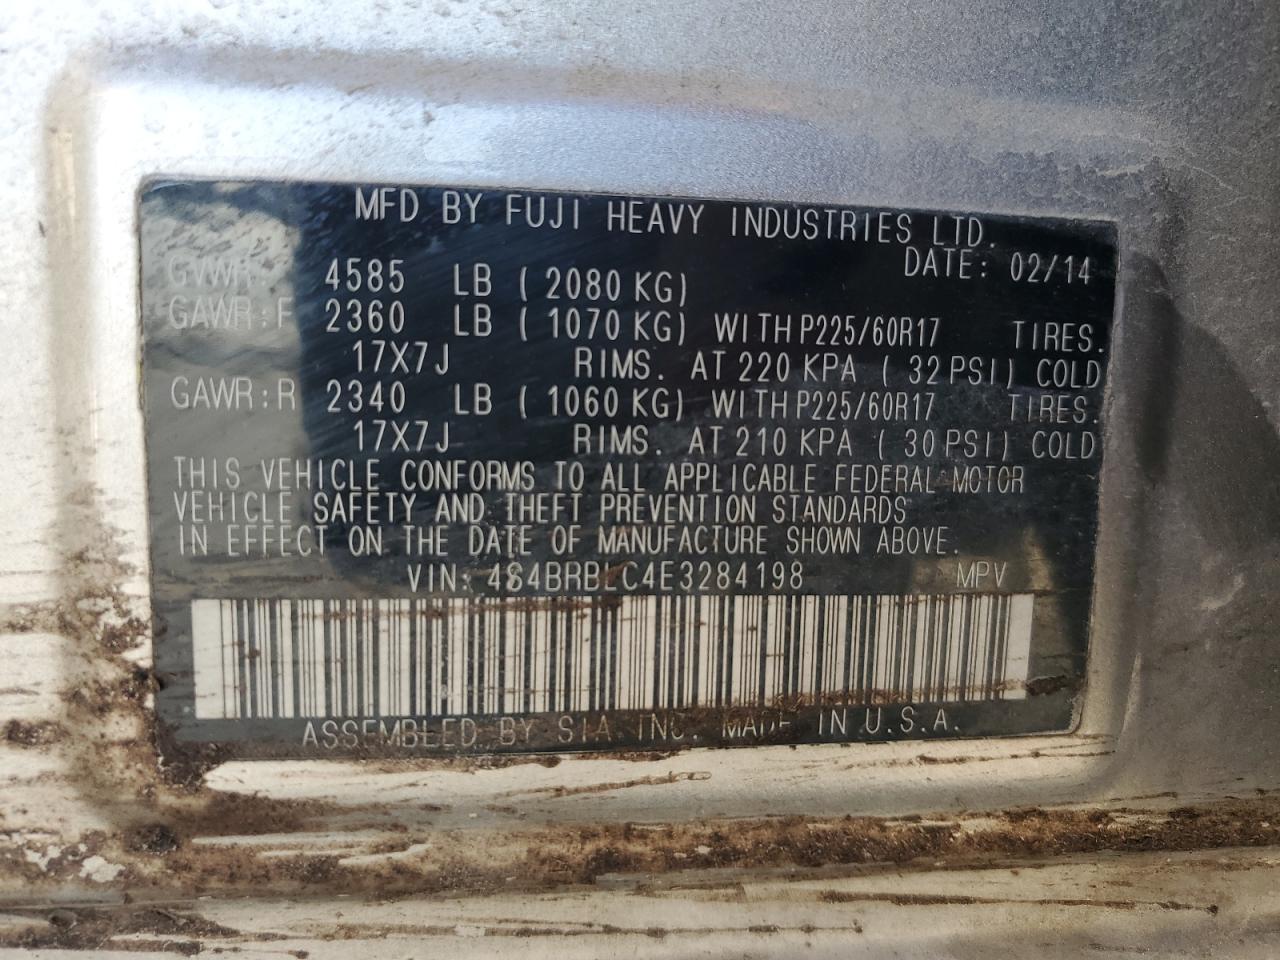 MFD BY FUJI HEAVY INDUSTRIES LTD.
DATE: 02/14
GVWR: 4585 LB ( 2080 KG)
GAWR:F 2360 LB ( 1070 KG) WITH P225/60R17 TIRES.
17X7J RIMS. AT 220 KPA ( 32 PSI) COLD
GAWR:R 2340 LB ( 1060 KG) WITH P225/60R17 TIRES.
17X7J RIMS. AT 210 KPA ( 30 PSI) COLD
THIS VEHICLE CONFORMS TO ALL APPLICABLE FEDERAL MOTOR
VEHICLE SAFETY AND THEFT PREVENTION STANDARDS
IN EFFECT ON THE DATE OF MANUFACTURE SHOWN ABOVE.
VIN: 4S4BRBLC4E3284198 MPV
ASSEMBLED BY SIA INC. MADE IN U.S.A.